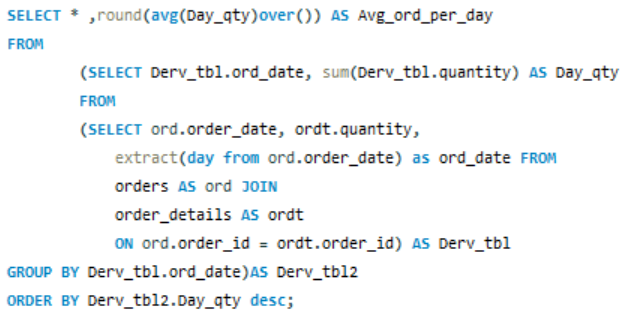 SELECT * ,round(avg(Day_qty)over()) AS Avg_ord_per_day
FROM
(SELECT Derv_tbl.ord_date, sum(Derv_tbl.quantity) AS Day_qty
FROM
(SELECT ord.order_date, ordt.quantity,
extract(day from ord.order_date) as ord_date FROM
orders AS ord JOIN
order_details AS ordt
ON ord.order_id = ordt.order_id) AS Derv_tbl
GROUP BY Derv_tbl.ord_date)AS Derv_tbl2
ORDER BY Derv_tbl2.Day_qty desc;